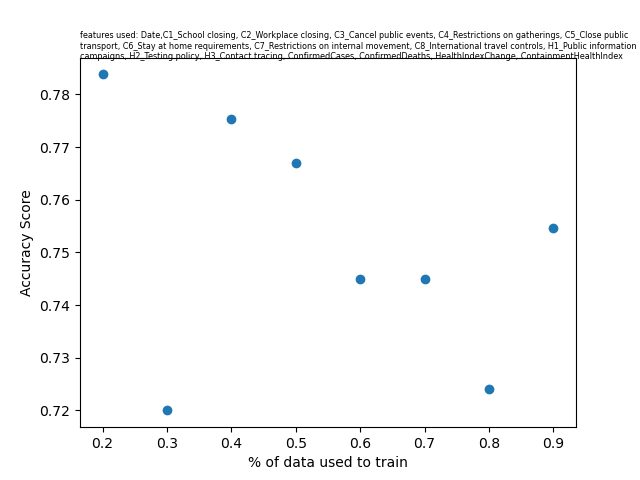 features used: Date,C1_School closing, C2_Workplace closing, C3_Cancel public events, C4_Restrictions on gatherings, C5_Close public
transport, C6_Stay at home requirements, C7_Restrictions on internal movement, C8_International travel controls, H1_Public information
campaigns, H2_Testing policy, H3_Contact tracing, ConfirmedCases, ConfirmedDeaths, HealthIndexChange, ContainmentHealthIndex
0.78
0.77
0.76
0.75
0.74
0.73
0.72
Accuracy Score
0.2 0.3 0.4 0.5 0.6 0.7 0.8 0.9
% of data used to train